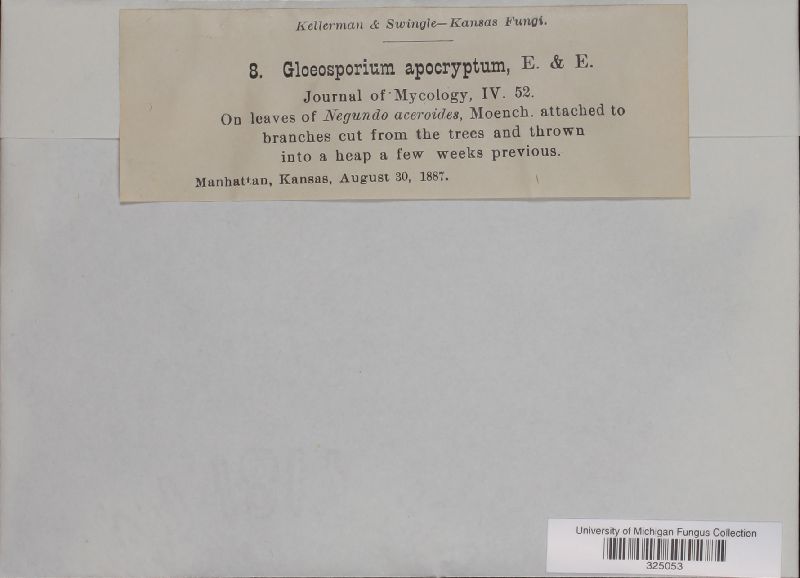 Kellerman & Swingle—Kansas Fungi.
8. Gloeosporium apocryptum, E. & E.
Journal of Mycology, IV. 52.
On leaves of Negundo aceroides, Moench. attached to
branches cut from the trees and thrown
into a heap a few weeks previous.
Manhattan, Kansas, August 30, 1887.
University of Michigan Fungus Collection
325053